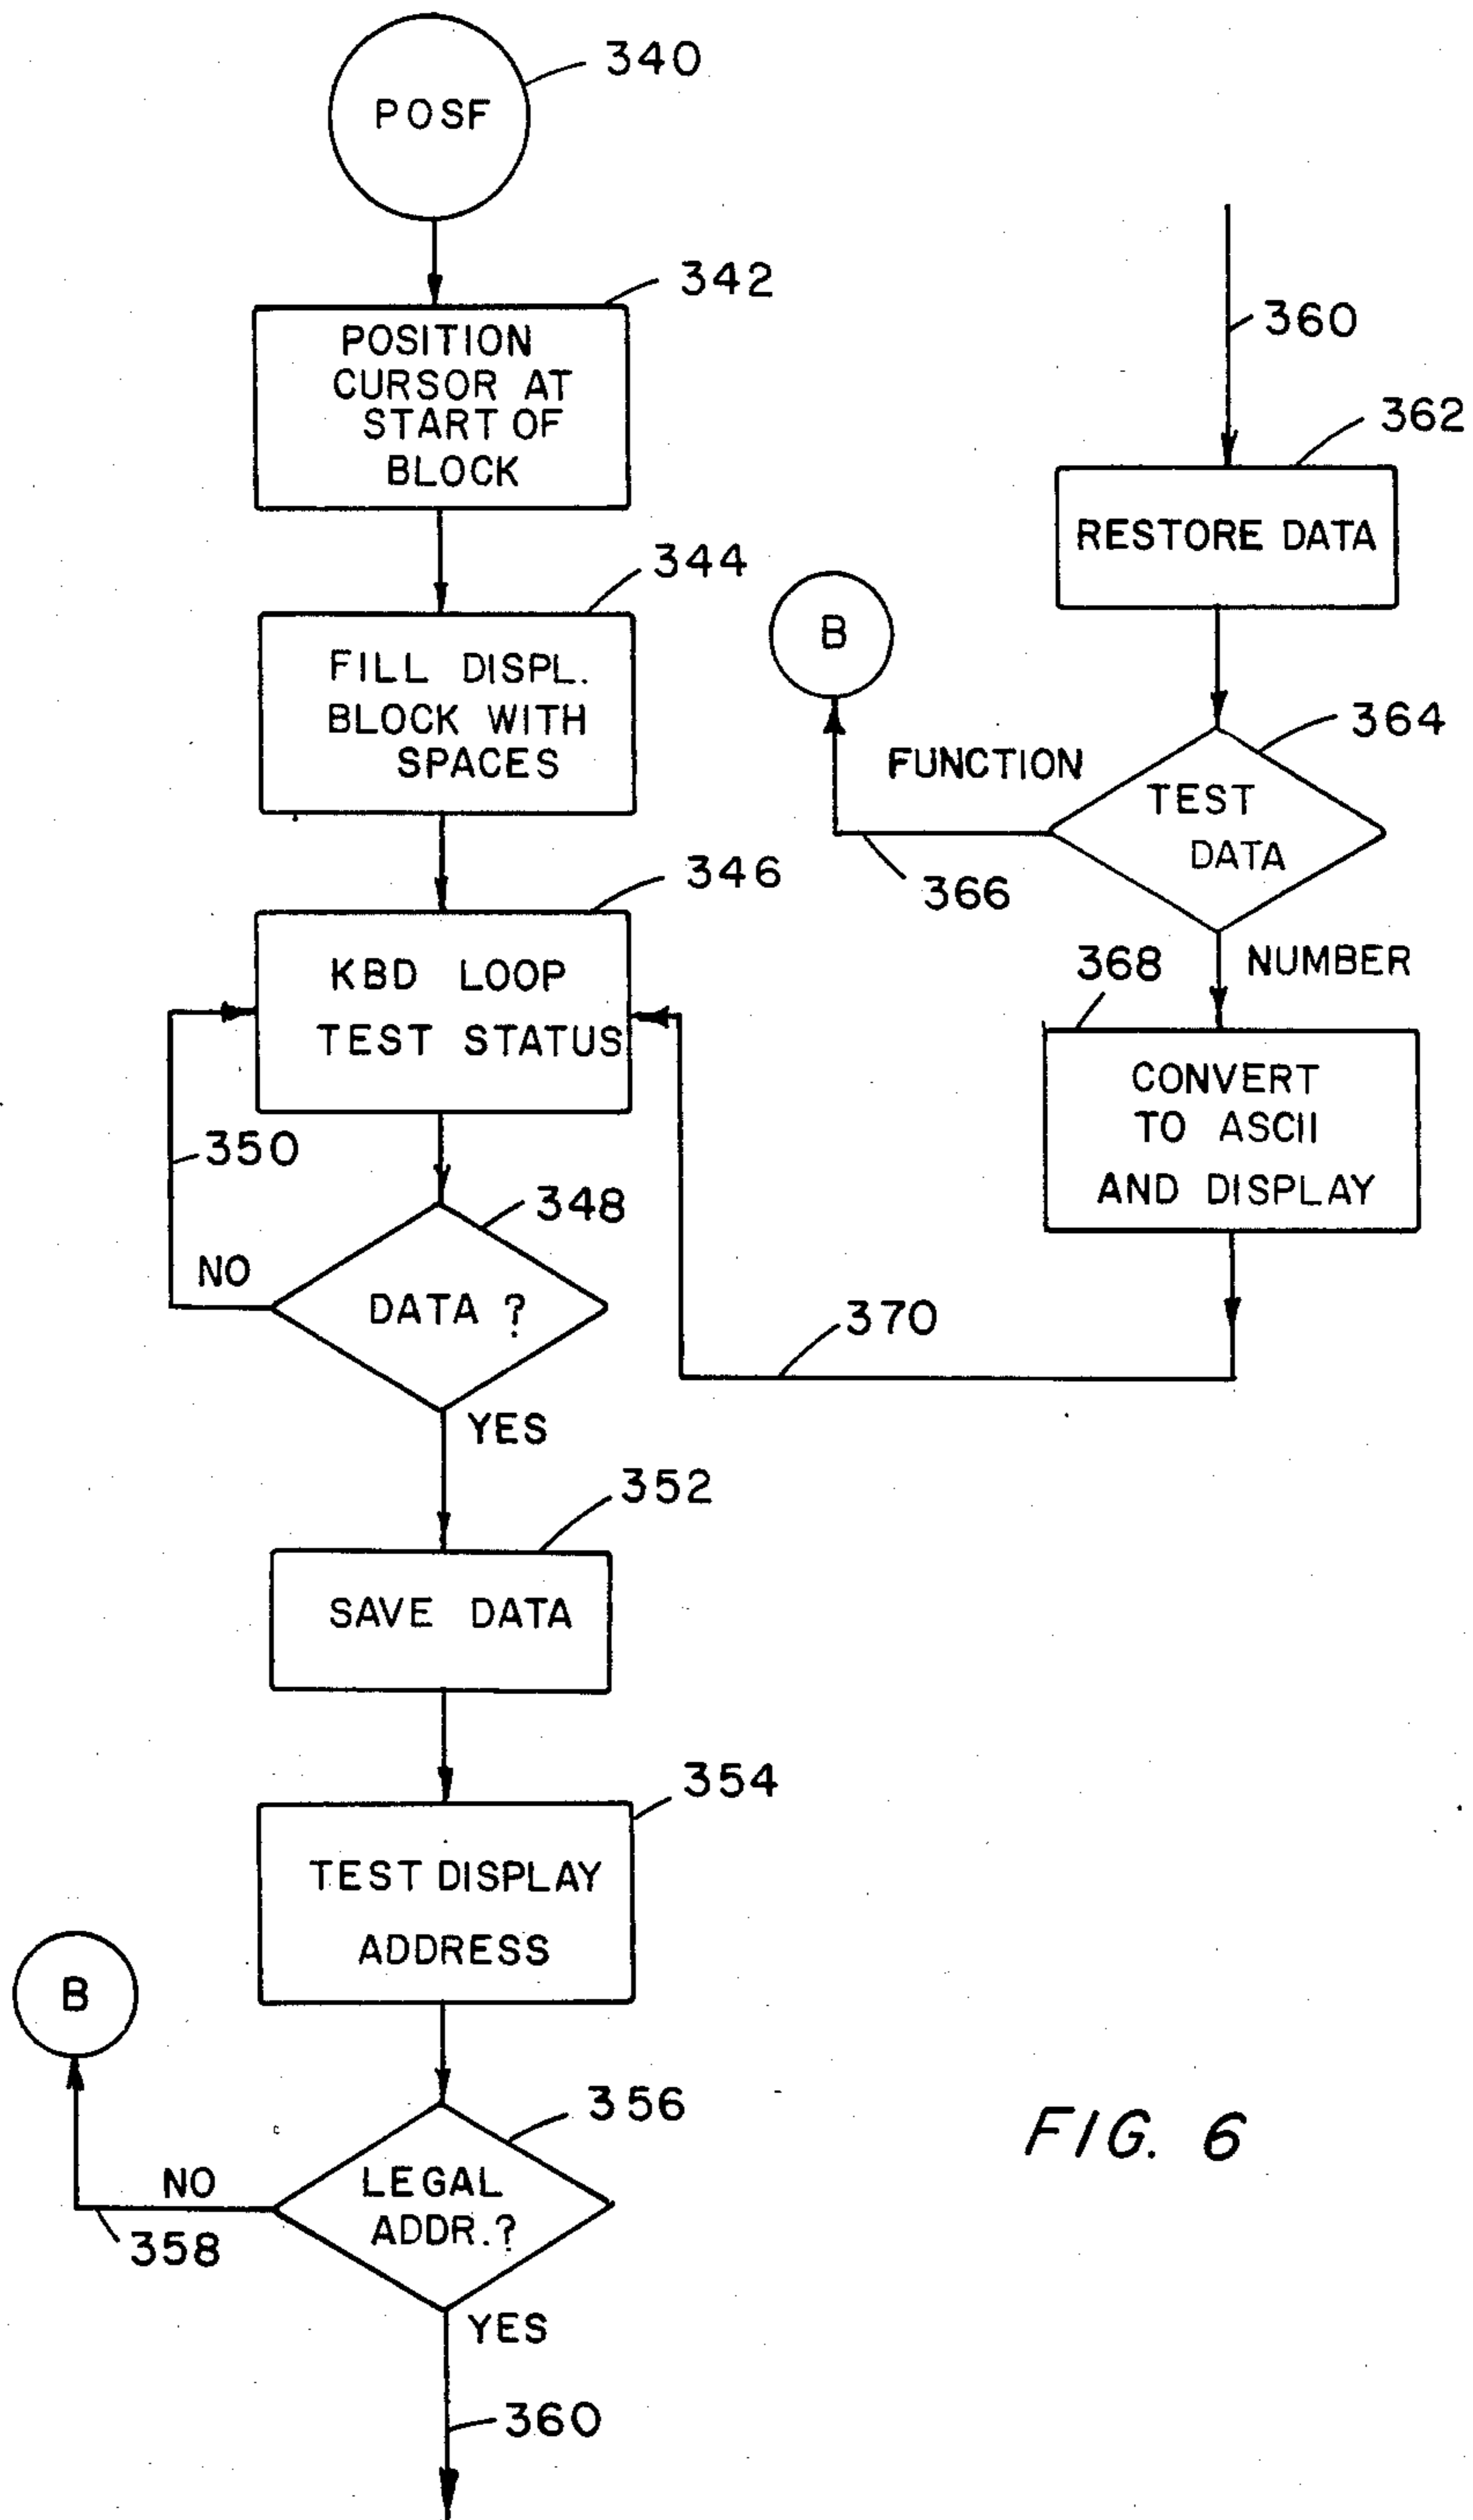 340
POSF
342
POSITION
CURSOR AT
START OF
BLOCK
344
FILL DISPL.
BLOCK WITH
SPACES
346
KBD LOOP
TEST STATUS
350
348
NO
DATA ?
YES
352
SAVE DATA
354
TEST DISPLAY
ADDRESS
B
356
NO
LEGAL
ADDR.?
358
YES
360
360
362
RESTORE DATA
B
364
FUNCTION
TEST
DATA
366
368
NUMBER
CONVERT
TO ASCII
AND DISPLAY
370
FIG. 6